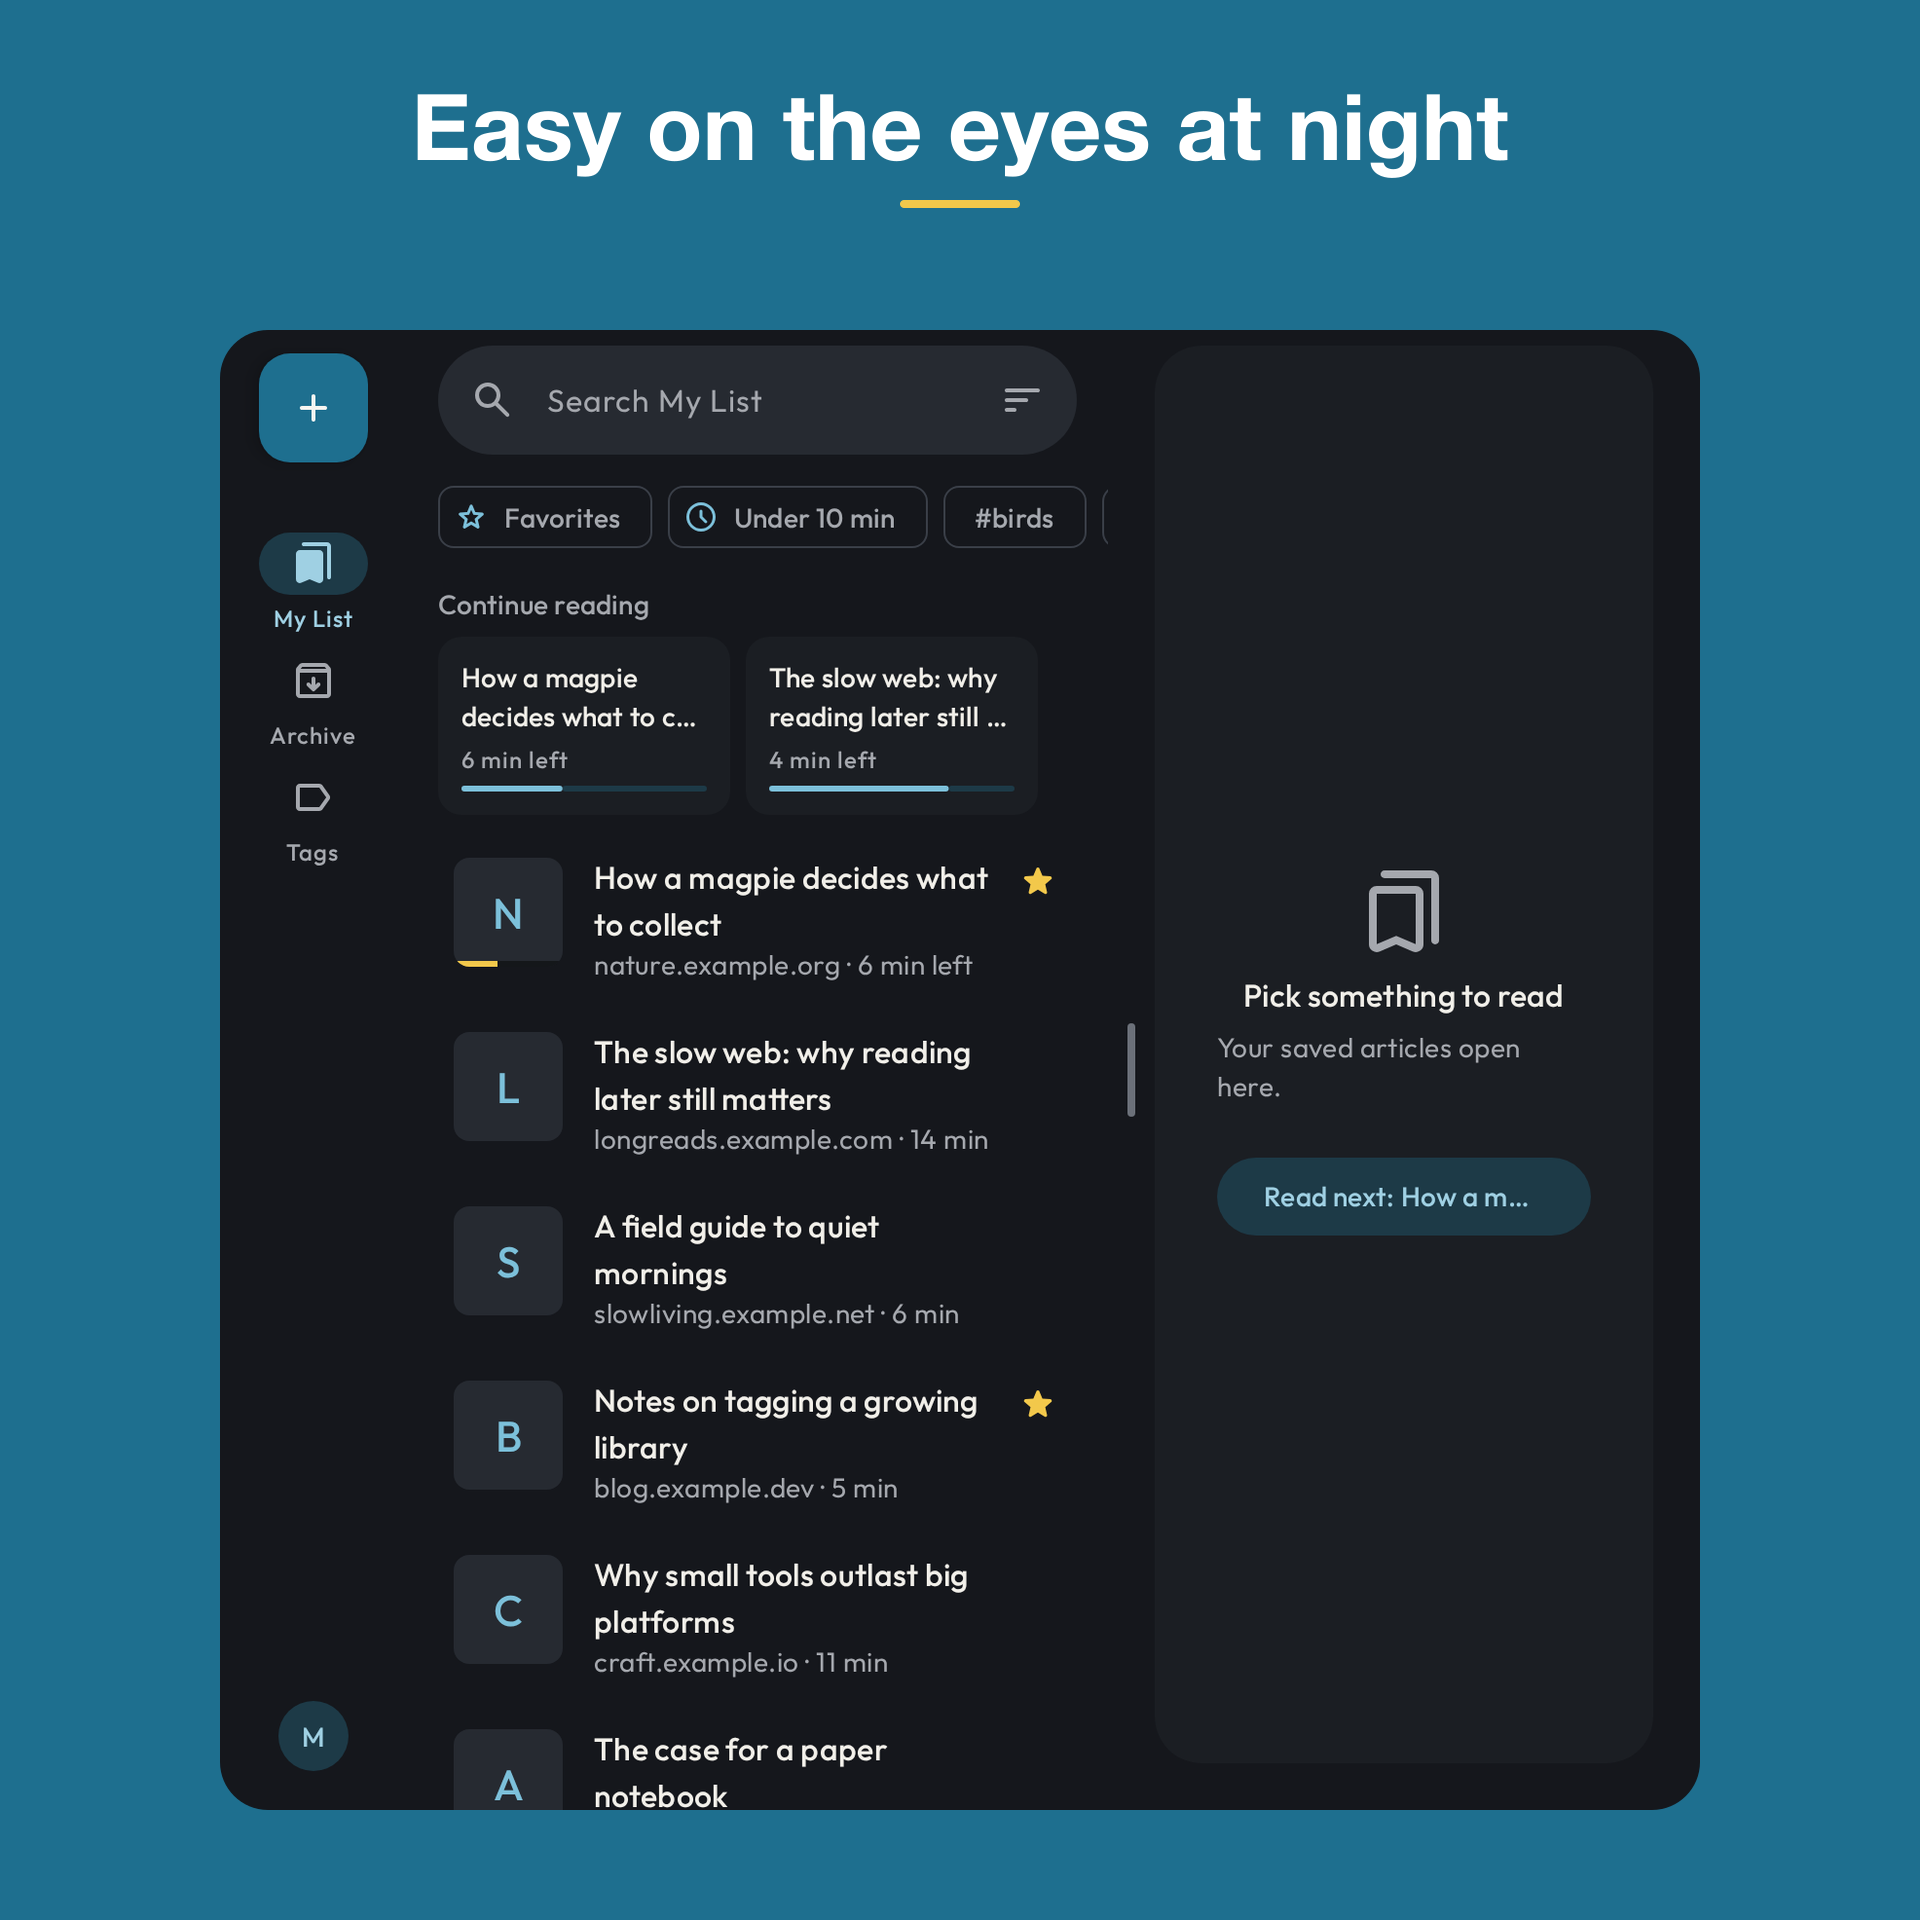 Easy on the eyes at night
+
Search My List
Favorites
Under 10 min
#birds
My List
Archive
Tags
Continue reading
How a magpie
decides what to c...
6 min left
The slow web: why
reading later still ...
4 min left
N
How a magpie decides what
to collect
nature.example.org · 6 min left
L
The slow web: why reading
later still matters
longreads.example.com · 14 min
S
A field guide to quiet
mornings
slowliving.example.net · 6 min
B
Notes on tagging a growing
library
blog.example.dev · 5 min
C
Why small tools outlast big
platforms
craft.example.io · 11 min
A
The case for a paper
notebook
M
Pick something to read
Your saved articles open
here.
Read next: How a m...